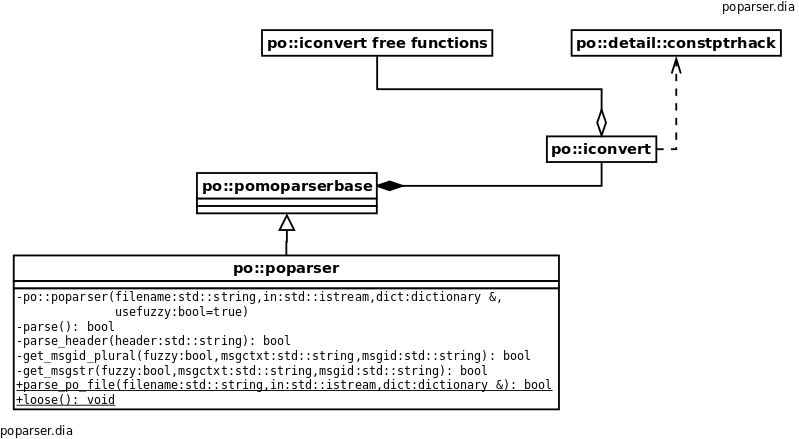 poparser.dia
po::iconvert free functions
po::detail::constptrhack
po::iconvert
po::pomoparserbase
po::poparser
-po::poparser(filename:std::string,in:std::istream,dict:dictionary &,
usefuzzy:bool=true)
-parse(): bool
-parse_header(header:std::string): bool
-get_msgid_plural(fuzzy:bool,msgctxt:std::string,msgid:std::string): bool
-get_msgstr(fuzzy:bool,msgctxt:std::string,msgid:std::string): bool
+parse_po_file(filename:std::string,in:std::istream,dict:dictionary &): bool
+loose(): void
poparser.dia